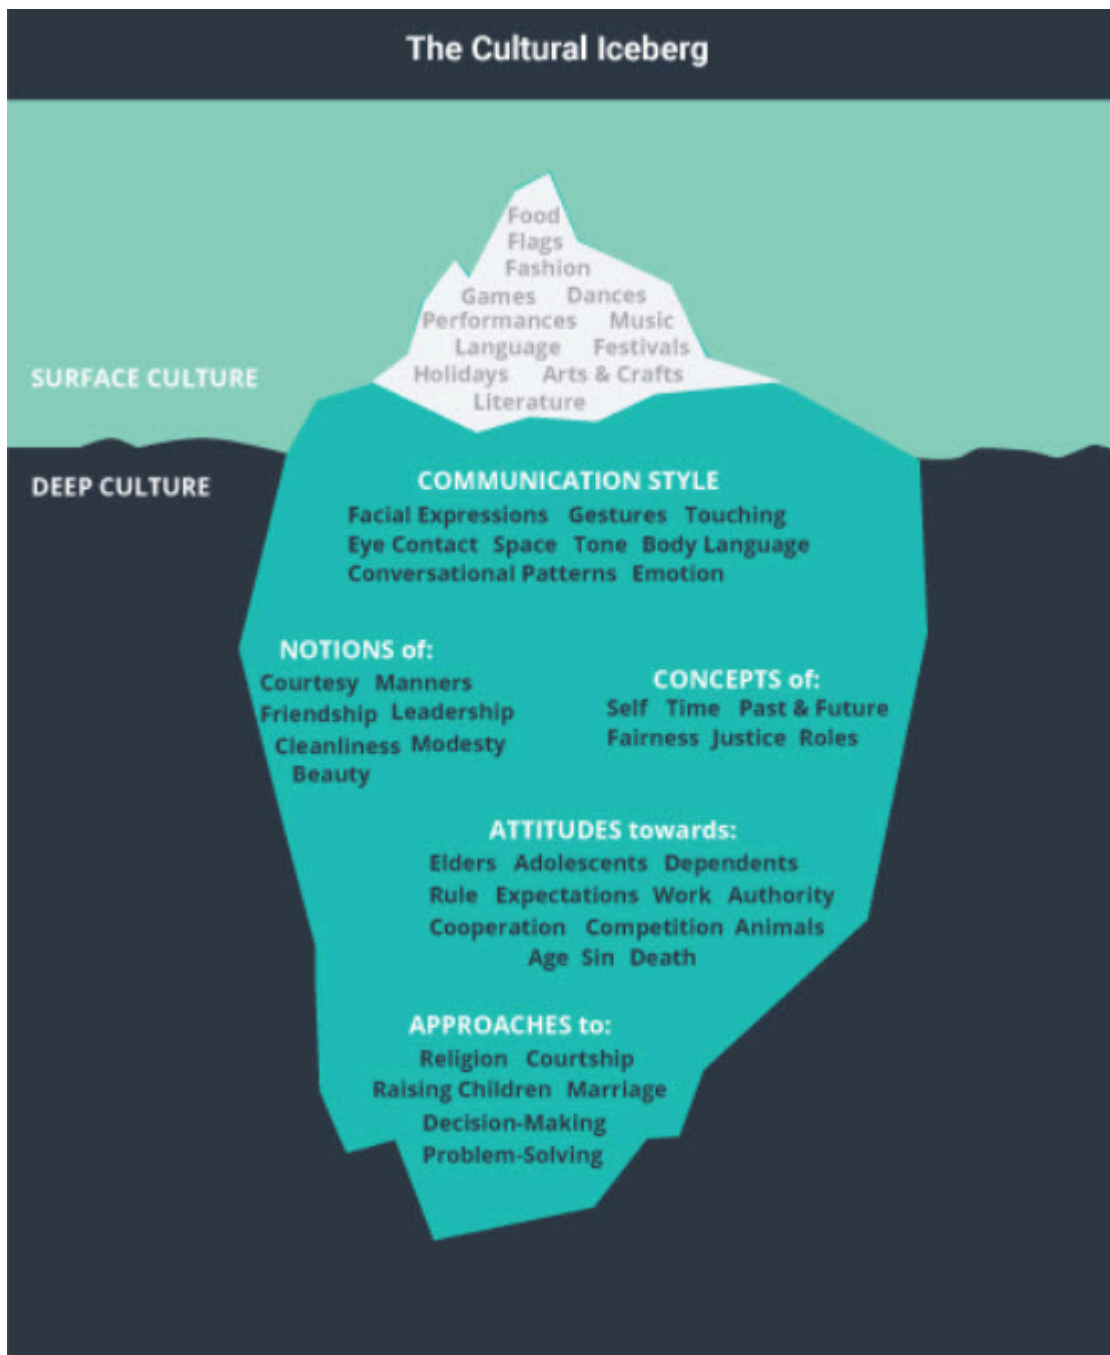 The Cultural Iceberg
Food
Flags
Fashion
Games Dances
Performances Music
Language Festivals
Holidays Arts & Crafts
Literature
SURFACE CULTURE
DEEP CULTURE
COMMUNICATION STYLE
Facial Expressions Gestures Touching
Eye Contact Space Tone Body Language
Conversational Patterns Emotion
NOTIONS of:
Courtesy Manners
Friendship Leadership
Cleanliness Modesty
Beauty
CONCEPTS of:
Self Time Past & Future
Fairness Justice Roles
ATTITUDES towards:
Elders Adolescents Dependents
Rule Expectations Work Authority
Cooperation Competition Animals
Age Sin Death
APPROACHES to:
Religion Courtship
Raising Children Marriage
Decision-Making
Problem-Solving